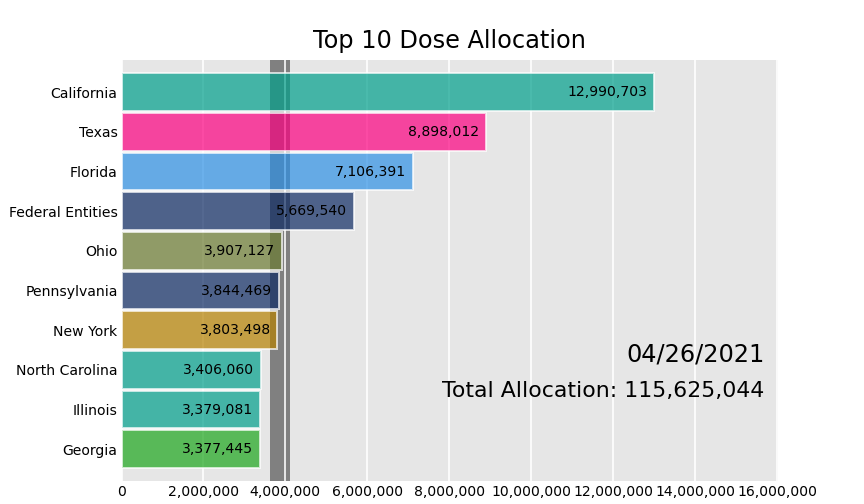 Top 10 Dose Allocation
California 12,990,703
Texas 8,898,012
Florida 7,106,391
Federal Entities 5,669,540
Ohio 3,907,127
Pennsylvania 3,844,469
New York 3,803,498
North Carolina 3,406,060
Illinois 3,379,081
Georgia 3,377,445
04/26/2021
Total Allocation: 115,625,044
0 2,000,000 4,000,000 6,000,000 8,000,000 10,000,000 12,000,000 14,000,000 16,000,000